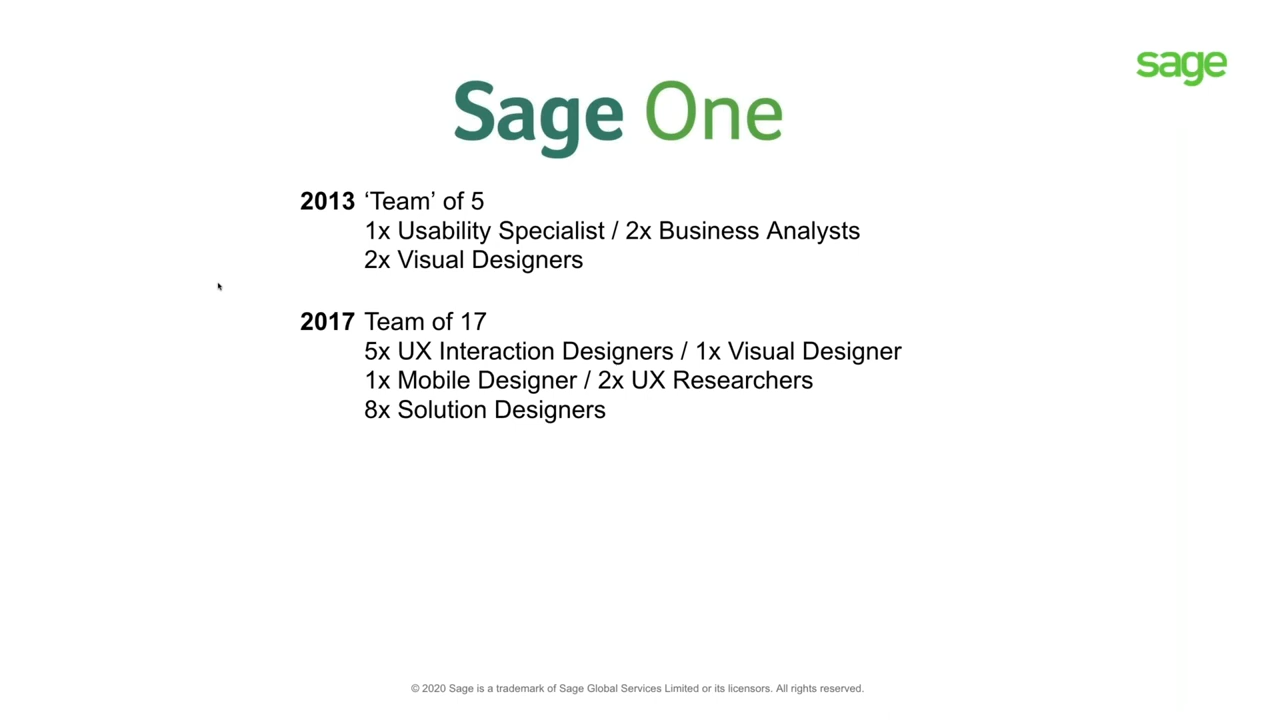 sage
Sage One
2013 ‘Team’ of 5
1x Usability Specialist / 2x Business Analysts
2x Visual Designers
2017 Team of 17
5x UX Interaction Designers / 1x Visual Designer
1x Mobile Designer / 2x UX Researchers
8x Solution Designers
© 2020 Sage is a trademark of Sage Global Services Limited or its licensors. All rights reserved.